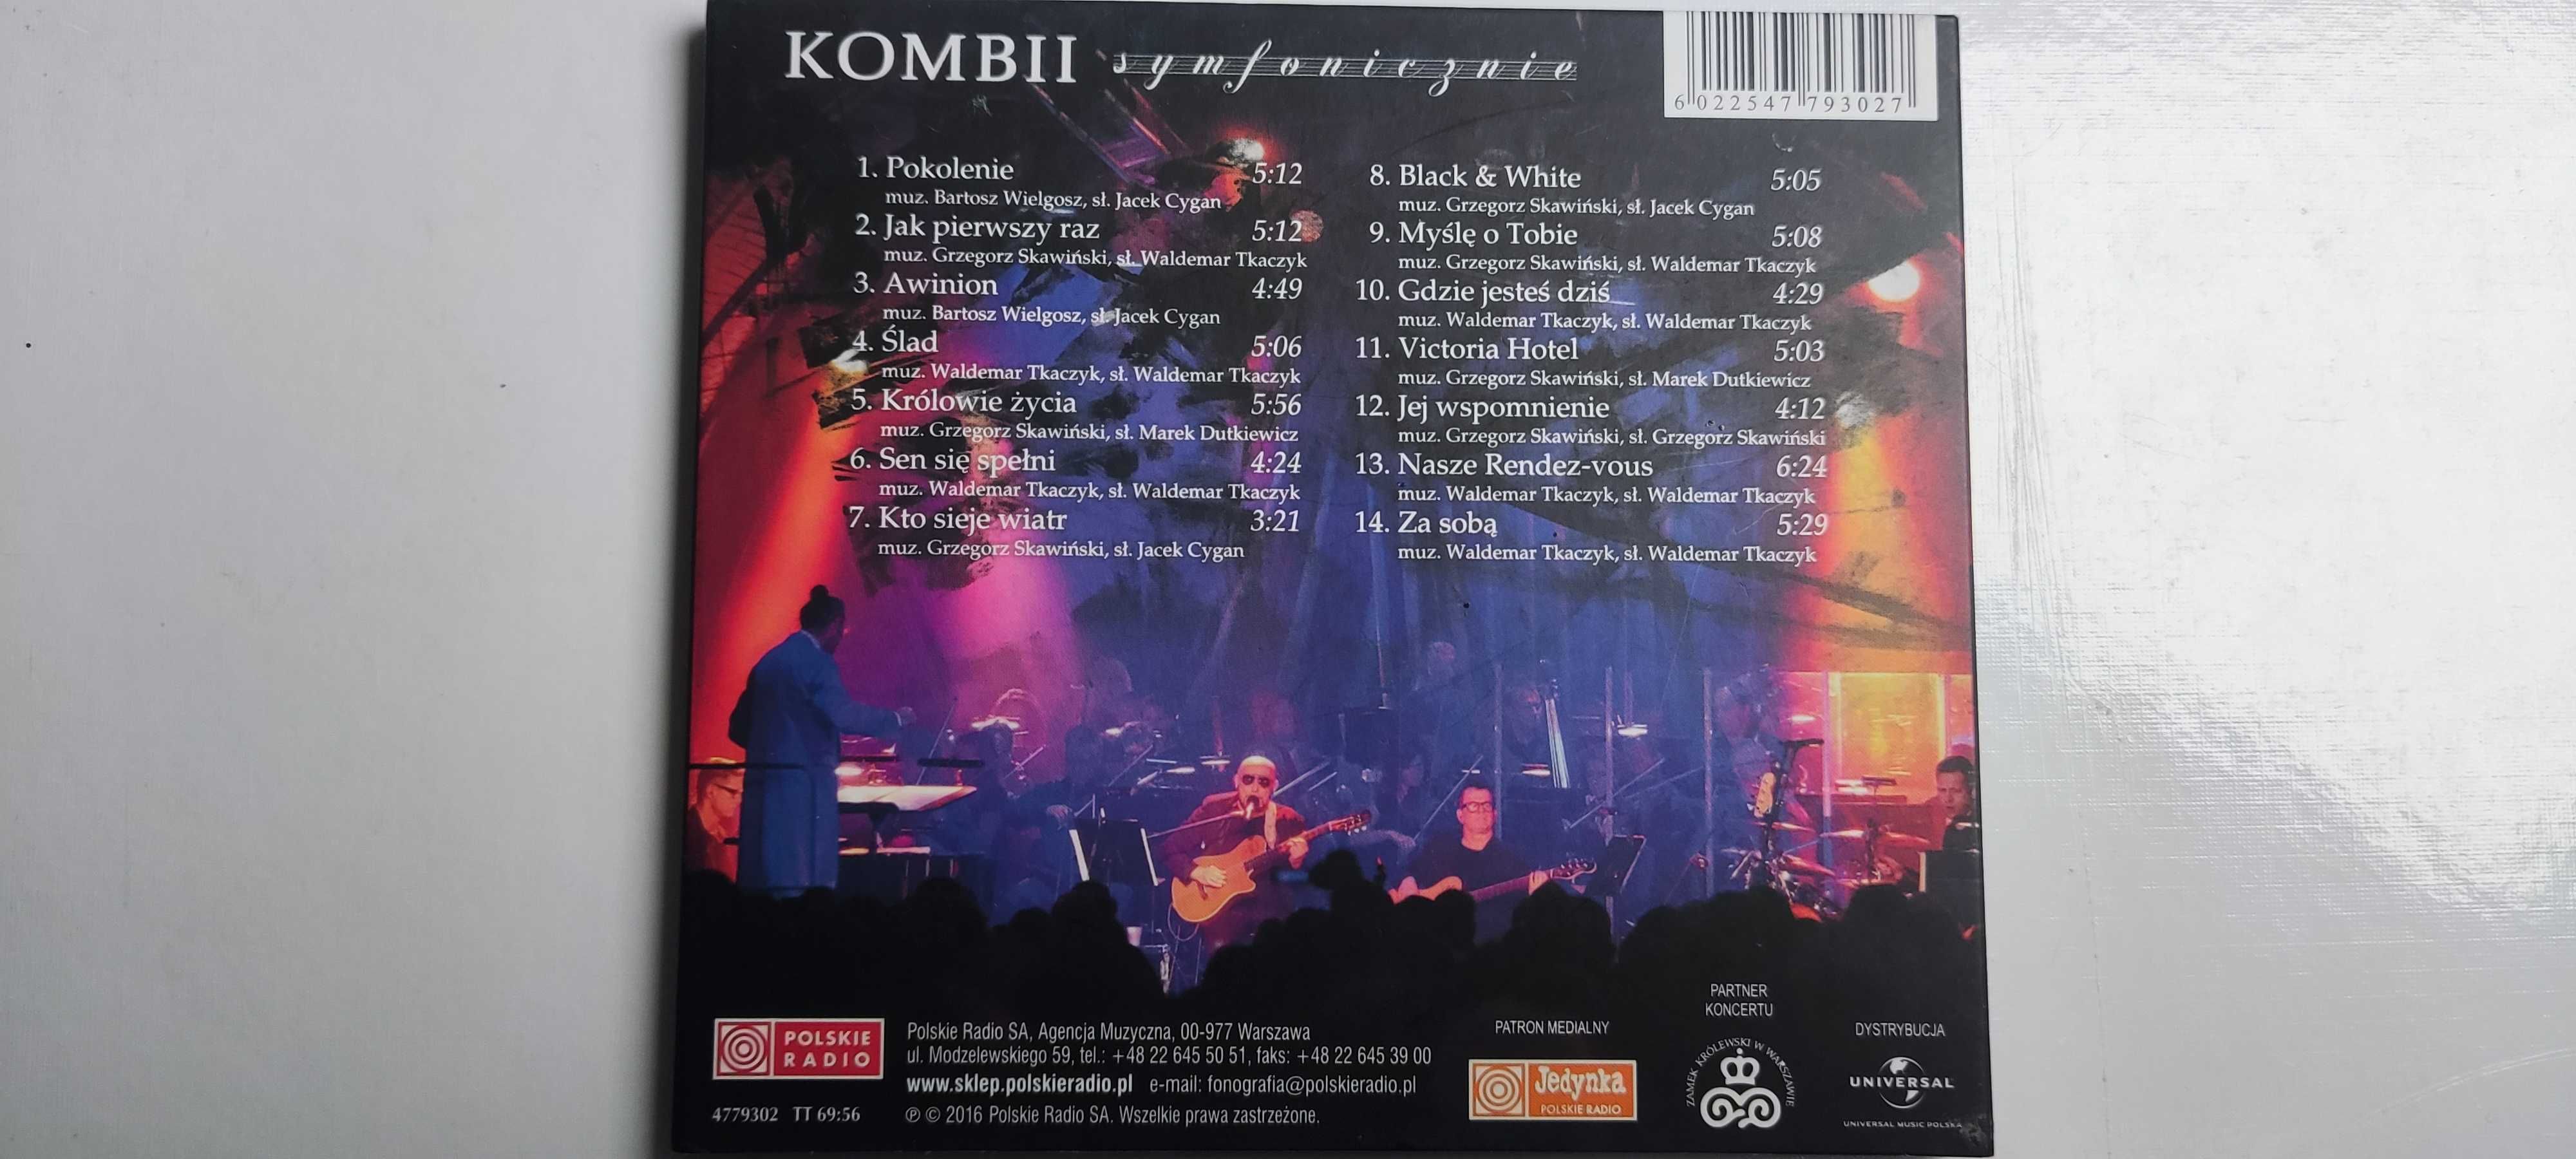 KOMBII symfonicznie
6 022547 793027
1. Pokolenie 5:12
muz. Bartosz Wielgosz, sł. Jacek Cygan
2. Jak pierwszy raz 5:12
muz. Grzegorz Skawiński, sł. Waldemar Tkaczyk
3. Awinion 4:49
muz. Bartosz Wielgosz, sł. Jacek Cygan
4. Ślad 5:06
muz. Waldemar Tkaczyk, sł. Waldemar Tkaczyk
5. Królowie życia 5:56
muz. Grzegorz Skawiński, sł. Marek Dutkiewicz
6. Sen się spełni 4:24
muz. Waldemar Tkaczyk, sł. Waldemar Tkaczyk
7. Kto sieje wiatr 3:21
muz. Grzegorz Skawiński, sł. Jacek Cygan
8. Black & White 5:05
muz. Grzegorz Skawiński, sł. Jacek Cygan
9. Myślę o Tobie 5:08
muz. Grzegorz Skawiński, sł. Waldemar Tkaczyk
10. Gdzie jesteś dziś 4:29
muz. Waldemar Tkaczyk, sł. Waldemar Tkaczyk
11. Victoria Hotel 5:03
muz. Grzegorz Skawiński, sł. Marek Dutkiewicz
12. Jej wspomnienie 4:12
muz. Grzegorz Skawiński, sł. Grzegorz Skawiński
13. Nasze Rendez-vous 6:24
muz. Waldemar Tkaczyk, sł. Waldemar Tkaczyk
14. Za sobą 5:29
muz. Waldemar Tkaczyk, sł. Waldemar Tkaczyk
POLSKIE
RADIO
4779302 TT 69:56
Polskie Radio SA, Agencja Muzyczna, 00-977 Warszawa
ul. Modzelewskiego 59, tel.: +48 22 645 50 51, faks: +48 22 645 39 00
www.sklep.polskieradio.pl e-mail: fonografia@polskieradio.pl
℗ © 2016 Polskie Radio SA. Wszelkie prawa zastrzeżone.
PATRON MEDIALNY
Jedynka
POLSKIE RADIO
PARTNER
KONCERTU
ZAMEK KRÓLEWSKI W WARSZAWIE
DYSTRYBUCJA
UNIVERSAL
UNIVERSAL MUSIC POLSKA